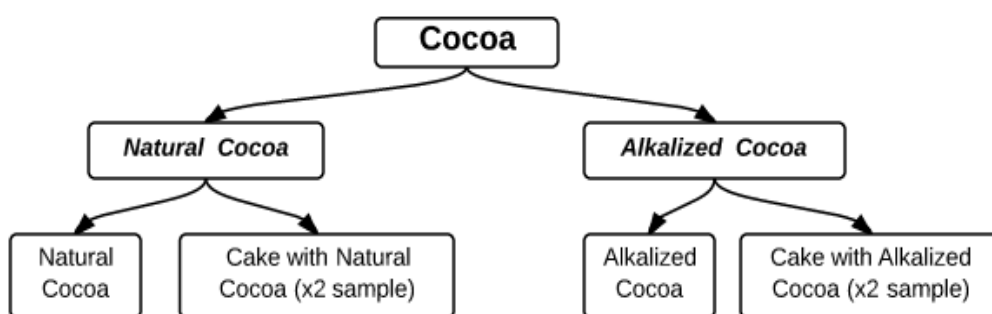 Cocoa
Natural Cocoa
Alkalized Cocoa
Natural
Cocoa
Cake with Natural
Cocoa (x2 sample)
Alkalized
Cocoa
Cake with Alkalized
Cocoa (x2 sample)